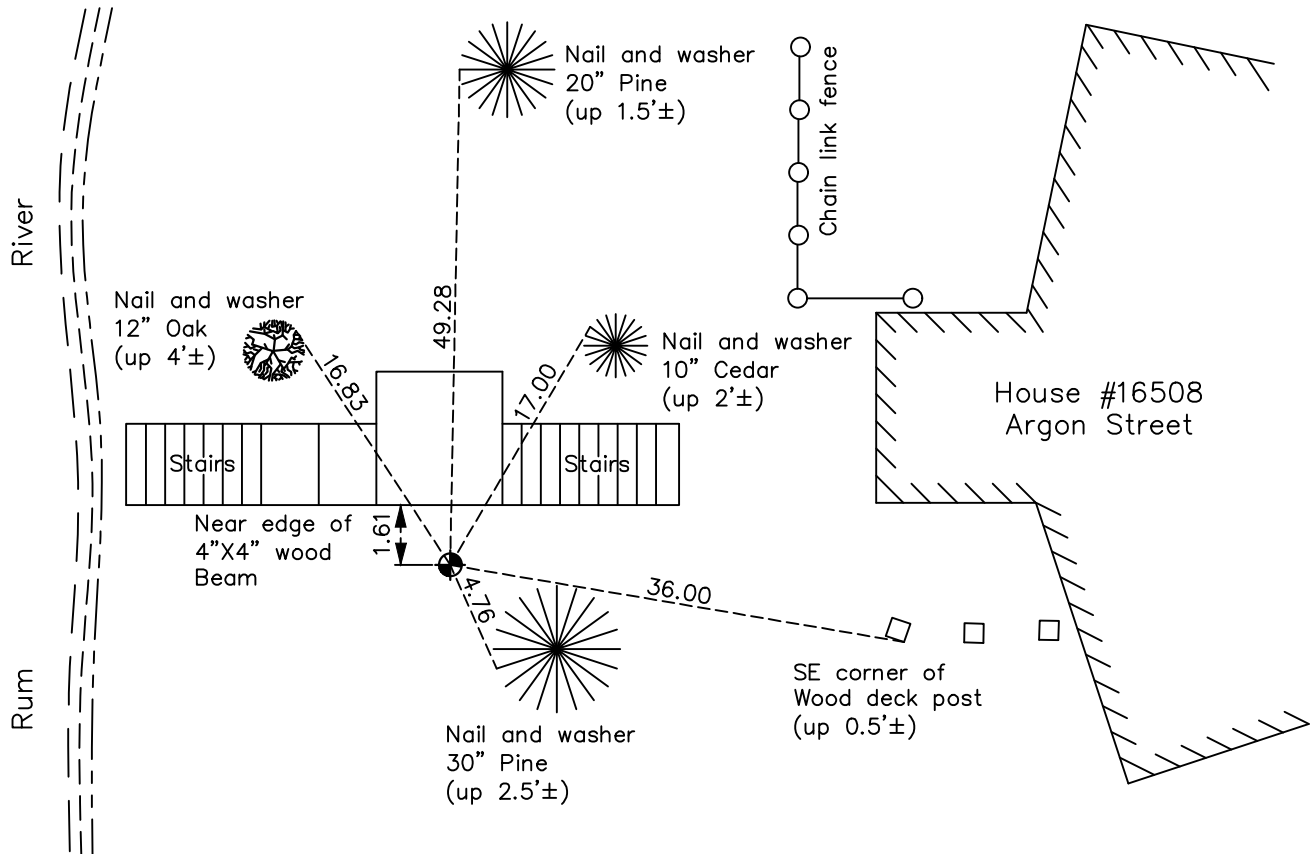 Nail and washer
20” Pine
(up 1.5’±)
Chain link fence
River
49.28
Nail and washer
12” Oak
(up 4’±)
16.83
17.00
Nail and washer
10” Cedar
(up 2’±)
House #16508
Argon Street
Stairs
Stairs
Near edge of
4”X4” wood
Beam
1.61
4.76
36.00
SE corner of
Wood deck post
(up 0.5’±)
Rum
Nail and washer
30” Pine
(up 2.5’±)